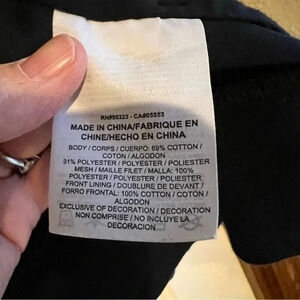 RN#56323 - CA#05553
MADE IN CHINA/FABRIQUE EN
CHINE/HECHO EN CHINA
BODY / CORPS / CUERPO: 69% COTTON /
COTON / ALGODON
31% POLYESTER / POLYESTER / POLIESTER
MESH / MAILLE FILET / MALLA: 100%
POLYESTER / POLYESTER / POLIESTER
FRONT LINING / DOUBLURE DE DEVANT /
FORRO FRONTAL: 100% COTTON / COTON /
ALGODON
EXCLUSIVE OF DECORATION / DECORATION
NON COMPRISE / NO INCLUYE LA
DECORACION